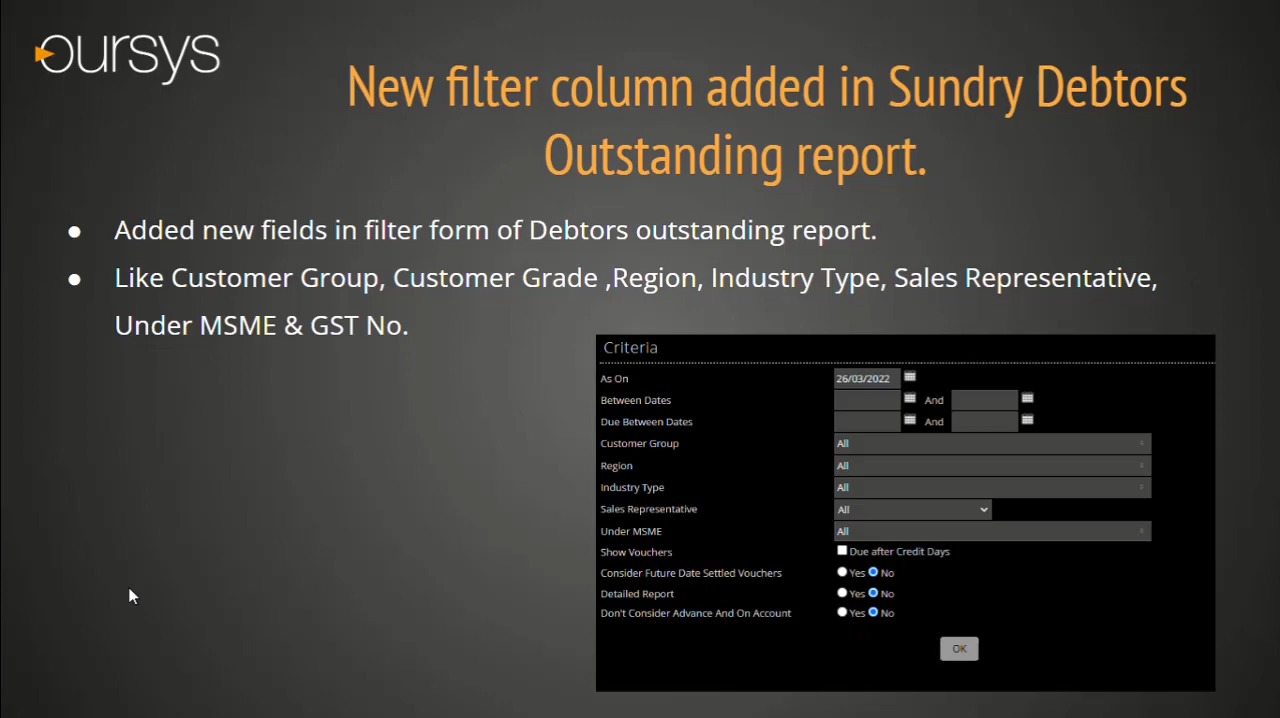 oursys
New filter column added in Sundry Debtors
Outstanding report.
● Added new fields in filter form of Debtors outstanding report.
● Like Customer Group, Customer Grade ,Region, Industry Type, Sales Representative,
Under MSME & GST No.
Criteria
As On 26/03/2022
Between Dates And
Due Between Dates And
Customer Group All
Region All
Industry Type All
Sales Representative All
Under MSME All
Show Vouchers Due after Credit Days
Consider Future Date Settled Vouchers Yes No
Detailed Report Yes No
Don't Consider Advance And On Account Yes No
OK